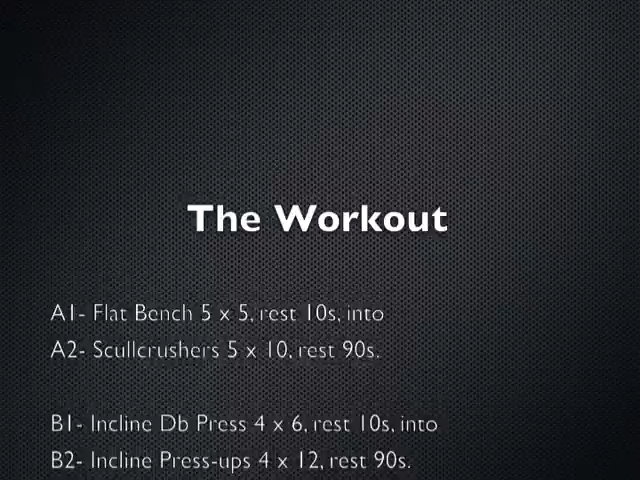 The Workout
A1- Flat Bench 5 x 5, rest 10s, into
A2- Scullcrushers 5 x 10, rest 90s.
B1- Incline Db Press 4 x 6, rest 10s, into
B2- Incline Press-ups 4 x 12, rest 90s.